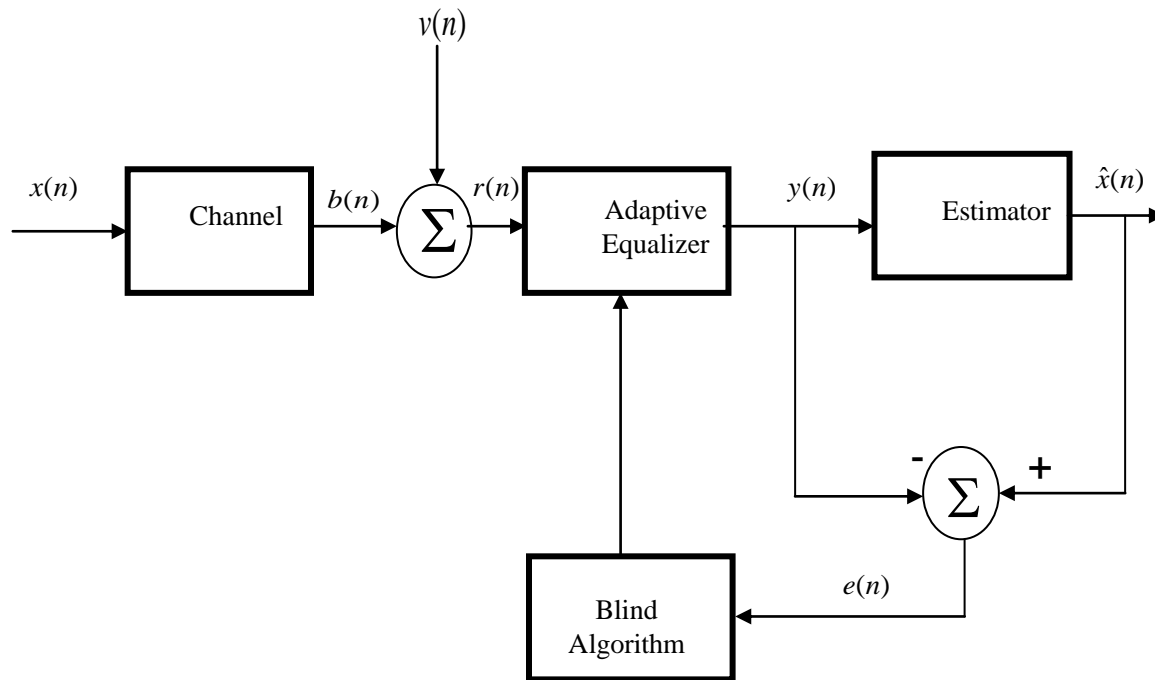 v(n)
x(n)
Channel
b(n)
Σ
r(n)
Adaptive
Equalizer
y(n)
Estimator
x̂(n)
-
+
Σ
e(n)
Blind
Algorithm